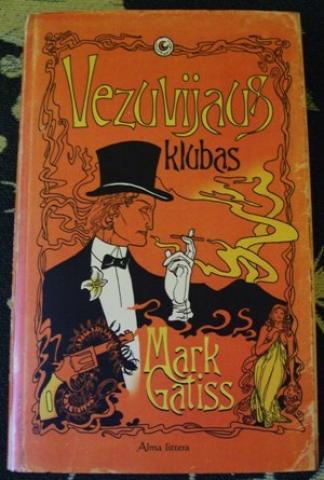 Vezuvijaus
klubas
Mark
Gatiss
Alma littera